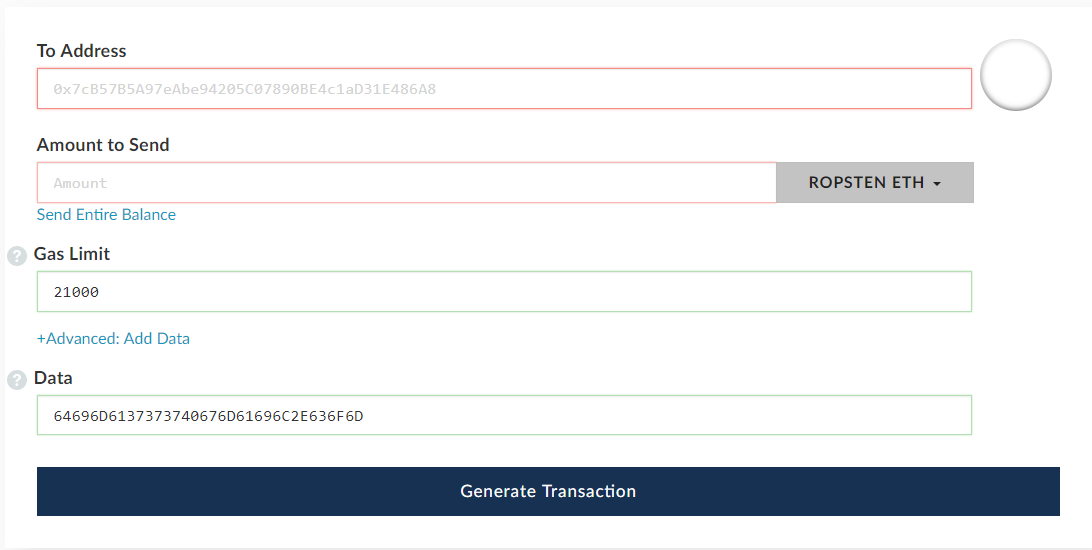 To Address
0x7cB57B5A97eAbe94205C07890BE4c1aD31E486A8
Amount to Send
Amount
ROPSTEN ETH
Send Entire Balance
? Gas Limit
21000
+Advanced: Add Data
? Data
64696D6137373740676D61696C2E636F6D
Generate Transaction